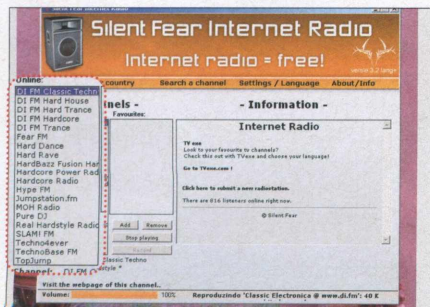 Silent Fear Internet Radio
Internet radio = free!
version 3.2 lang+
Online:
country
Search a channel
Settings / Language
About/Info
nels -
Favourites:
- Information -
DI FM Classic Techn
DI FM Hard House
DI FM Hard Trance
DI FM Hardcore
DI FM Trance
Fear FM
Hard Dance
Hard Rave
HardBazz Fusion Har
Hardcore Power Rad
Hardcore Radio
Hype FM
Jumpstation.fm
MOH Radio
Pure DJ
Real Hardstyle Radio
SLAM! FM
Techno4ever
TechnoBase FM
TopJump
Internet Radio
TV one
Look to your favourite tv channels?
Check this out with TVone and choose your language!
Go to TVone.com !
Click here to submit a new radiostation.
There are 816 listeners online right now.
© Silent Fear
Add
Remove
Stop playing
lassic Techno
style *
Channel: DI FM C
Visit the webpage of this channel..
Volume:
100%
Reproduzindo 'Classic Electronica @ www.di.fm': 40 E